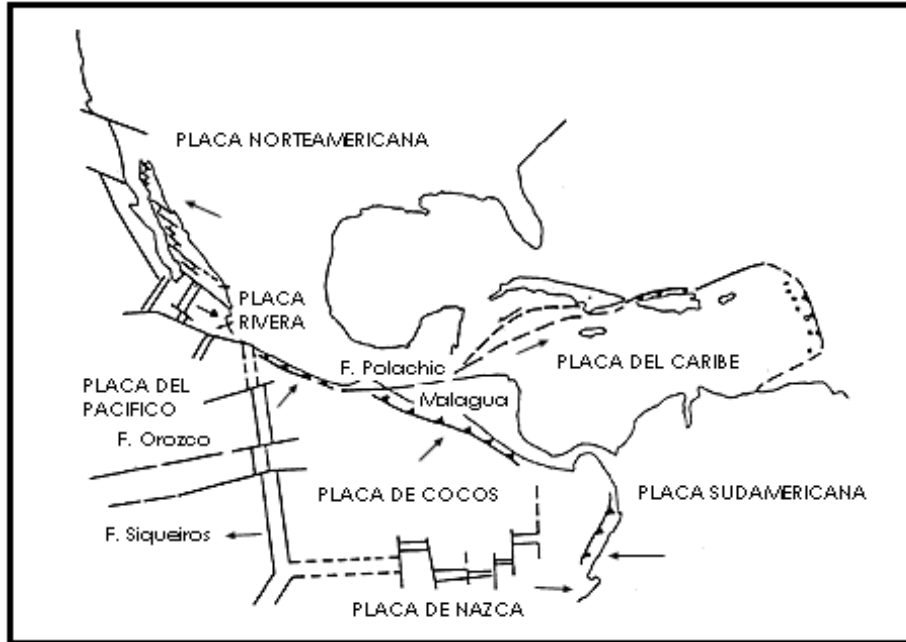 PLACA NORTEAMERICANA
PLACA
RIVERA
F. Polachic
PLACA DEL CARIBE
PLACA DEL
PACIFICO
Malagua
F. Orozco
PLACA DE COCOS
PLACA SUDAMERICANA
F. Siqueiros
PLACA DE NAZCA